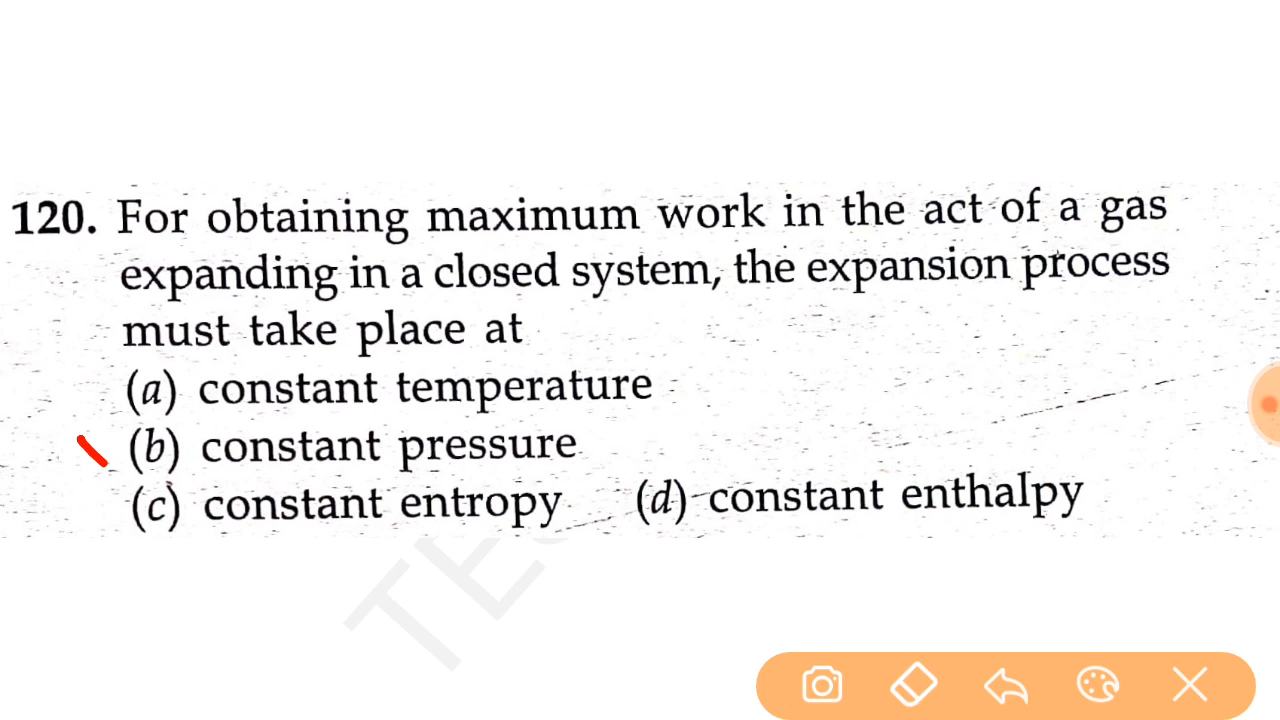 120. For obtaining maximum work in the act of a gas
expanding in a closed system, the expansion process
must take place at
(a) constant temperature
(b) constant pressure
(c) constant entropy (d) constant enthalpy